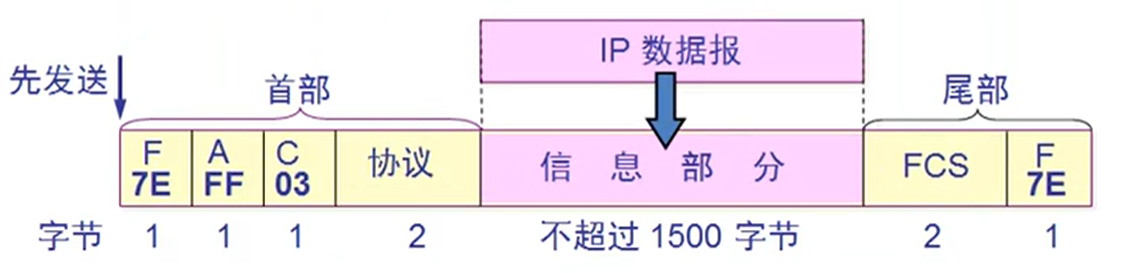 IP 数据报
先发送
首部
尾部
F A C 协议 信息部分 FCS F
7E FF 03 7E
字节 1 1 1 2 不超过 1500 字节 2 1